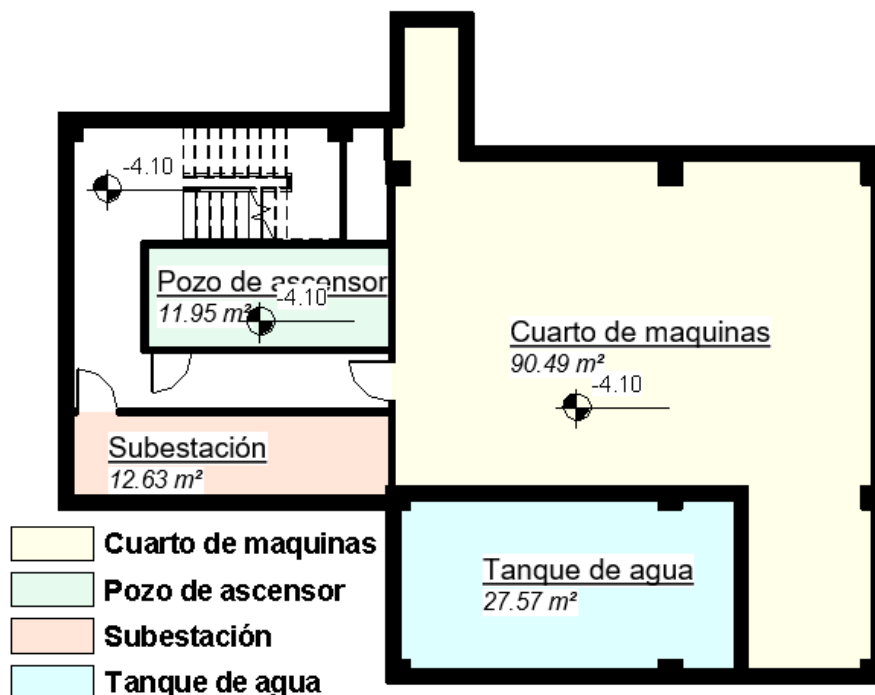 -4.10
Pozo de ascensor
11.95 m²
-4.10
Cuarto de maquinas
90.49 m²
-4.10
Subestación
12.63 m²
Tanque de agua
27.57 m²
Cuarto de maquinas
Pozo de ascensor
Subestación
Tanque de agua